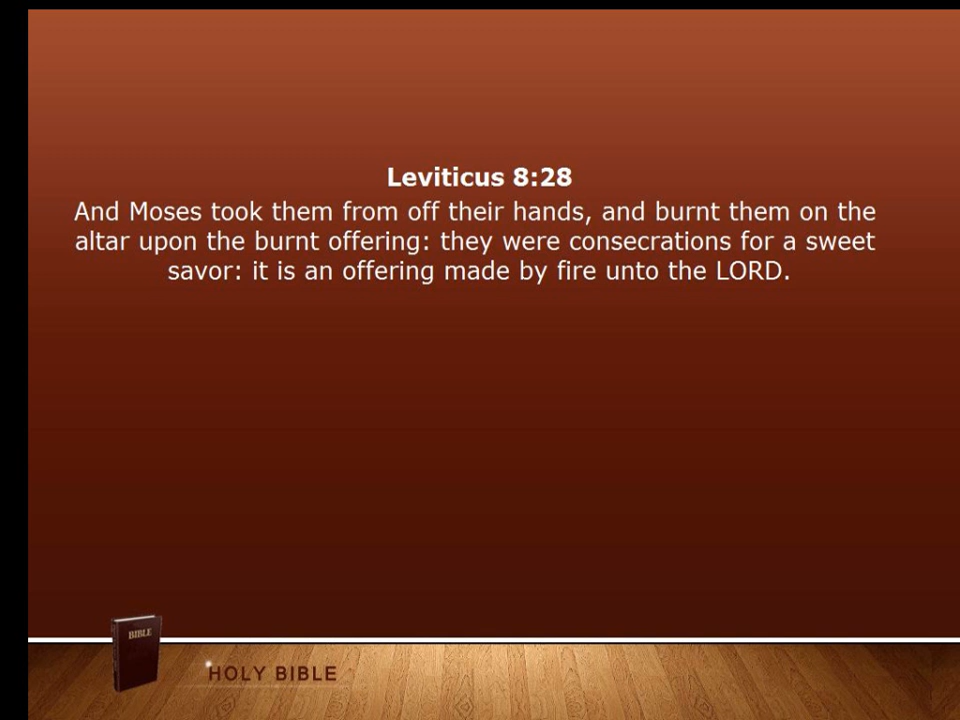 Leviticus 8:28
And Moses took them from off their hands, and burnt them on the
altar upon the burnt offering: they were consecrations for a sweet
savor: it is an offering made by fire unto the LORD.
BIBLE
HOLY BIBLE